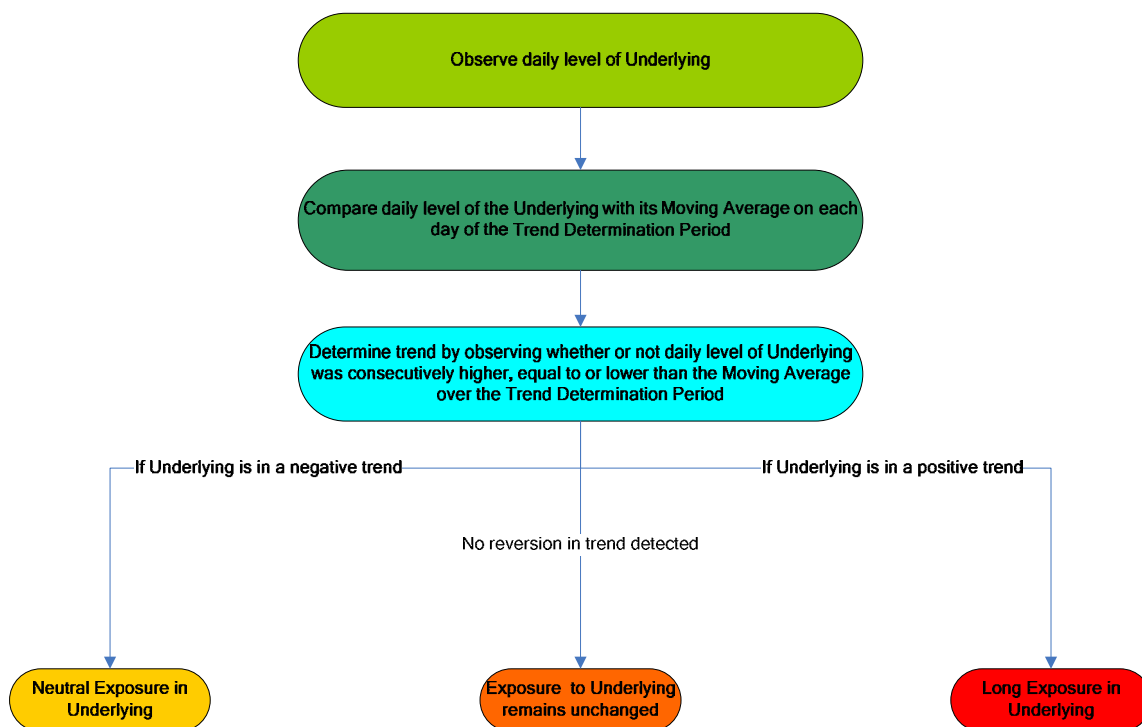 Observe daily level of Underlying
Compare daily level of the Underlying with its Moving Average on each
day of the Trend Determination Period
Determine trend by observing whether or not daily level of Underlying
was consecutively higher, equal to or lower than the Moving Average
over the Trend Determination Period
If Underlying is in a negative trend
If Underlying is in a positive trend
No reversion in trend detected
Neutral Exposure in
Underlying
Exposure to Underlying
remains unchanged
Long Exposure in
Underlying